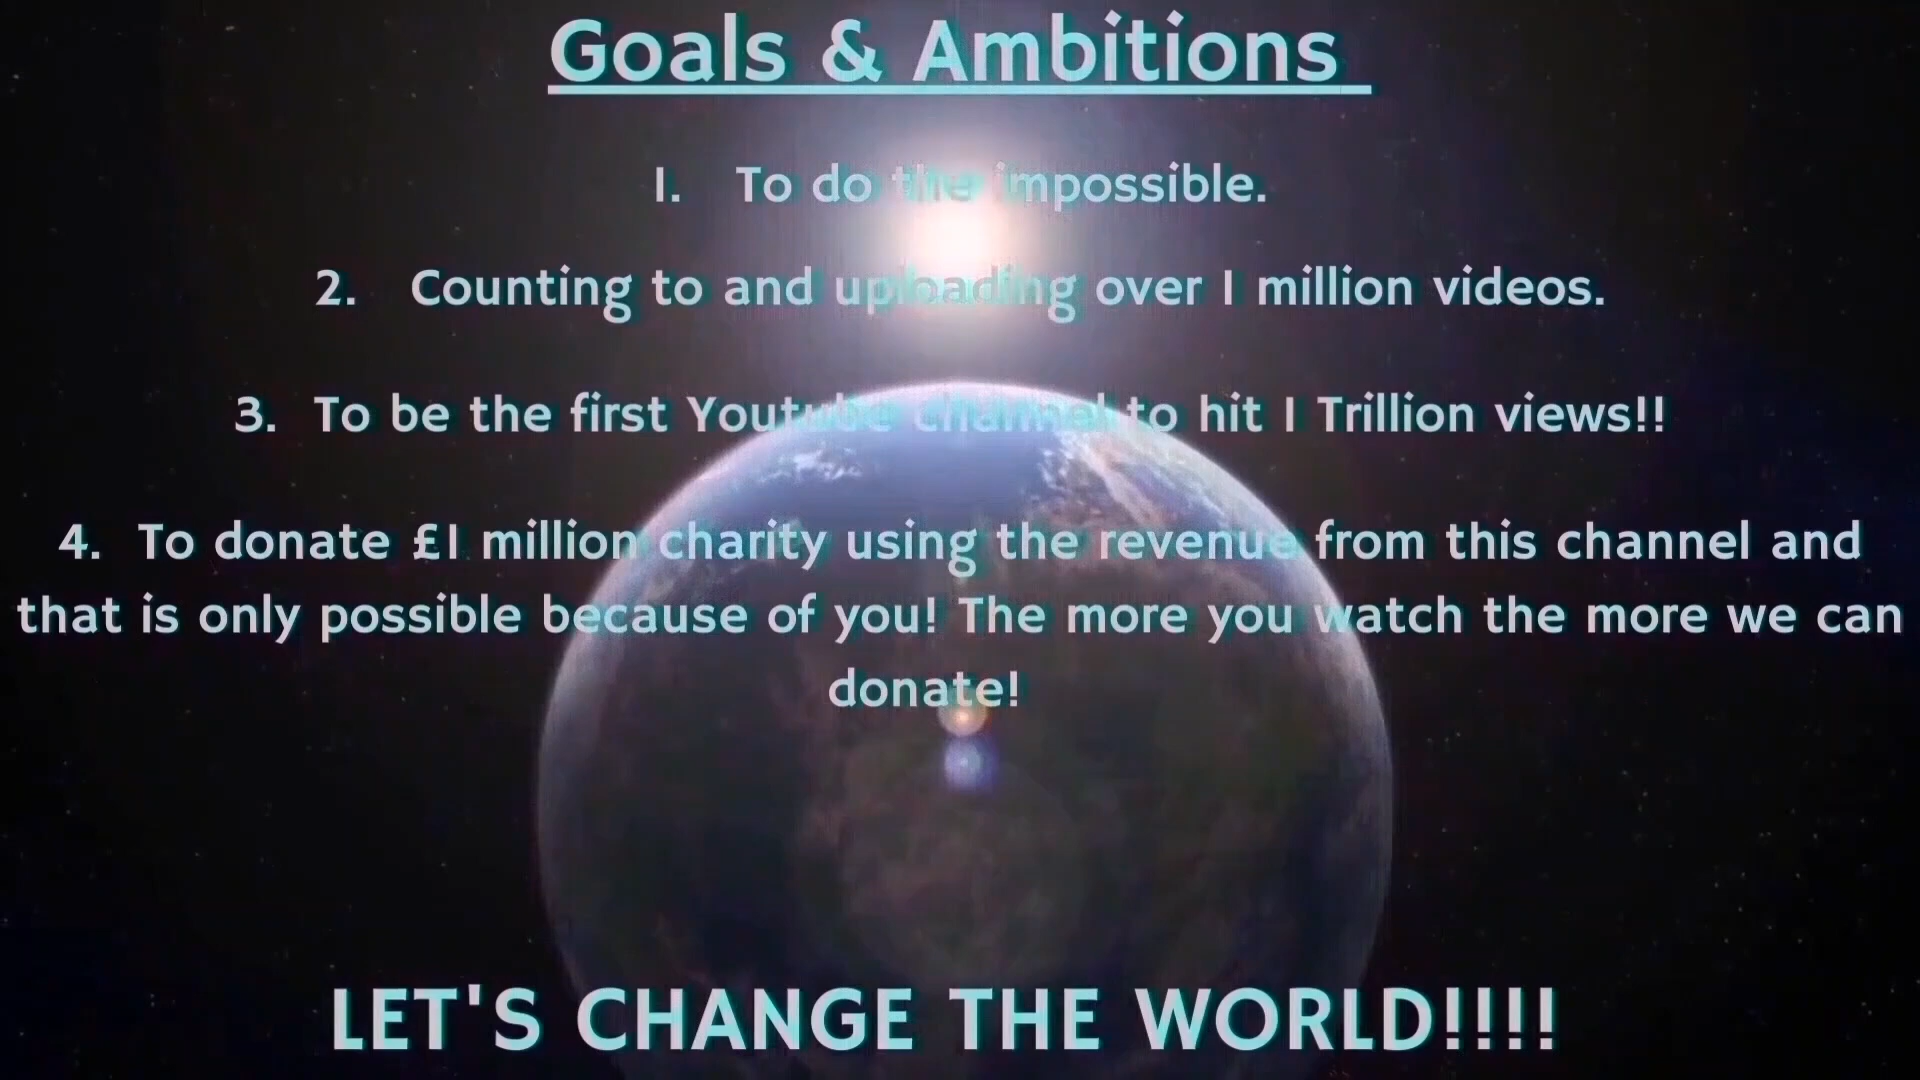 Goals & Ambitions
1. To do the impossible.
2. Counting to and uploading over 1 million videos.
3. To be the first Youtube channel to hit 1 Trillion views!!
4. To donate £1 million charity using the revenue from this channel and
that is only possible because of you! The more you watch the more we can
donate!
LET'S CHANGE THE WORLD!!!!